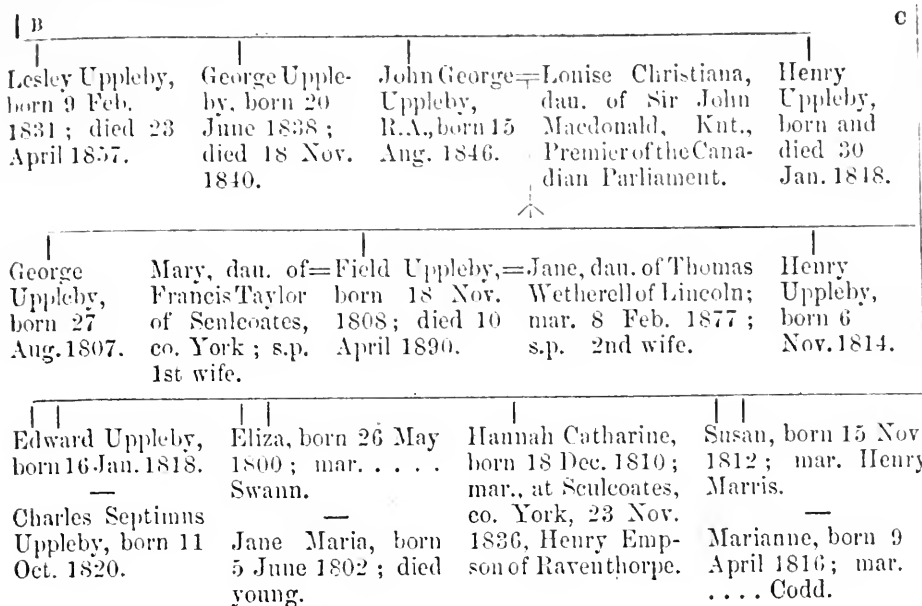 B C
Lesley Uppleby,
born 9 Feb.
1831 ; died 23
April 1857.
George Upple-
by, born 20
June 1838 ;
died 18 Nov.
1840.
John George=
Uppleby,
R.A., born 15
Aug. 1846.
Louise Christiana,
dau. of Sir John
Macdonald, Knt.,
Premier of the Cana-
dian Parliament.
Henry
Uppleby,
born and
died 30
Jan. 1848.
George
Uppleby,
born 27
Aug. 1807.
Mary, dau. of=
Francis Taylor
of Sculcoates,
co. York ; s.p.
1st wife.
Field Uppleby,=
born 18 Nov.
1808 ; died 10
April 1890.
Jane, dau. of Thomas
Wetherell of Lincoln;
mar. 8 Feb. 1877 ;
s.p. 2nd wife.
Henry
Uppleby,
born 6
Nov. 1814.
Edward Uppleby,
born 16 Jan. 1818.
—
Charles Septimus
Uppleby, born 11
Oct. 1820.
Eliza, born 26 May
1800 ; mar. . . . .
Swann.
—
Jane Maria, born
5 June 1802 ; died
young.
Hannah Catharine,
born 18 Dec. 1810 ;
mar., at Sculcoates,
co. York, 23 Nov.
1836, Henry Emp-
son of Raventhorpe.
Susan, born 15 Nov
1812 ; mar. Henry
Marris.
—
Marianne, born 9
April 1816 ; mar.
. . . . Codd.